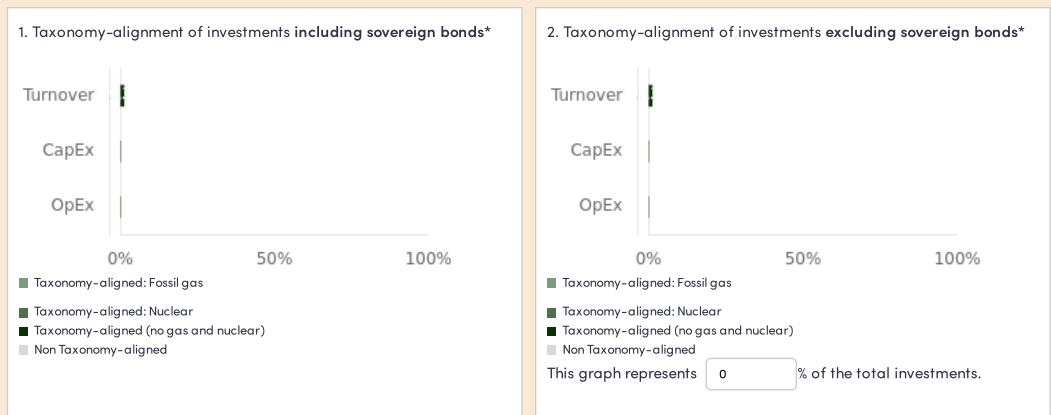 1. Taxonomy-alignment of investments including sovereign bonds*
Turnover
CapEx
OpEx
0% 50% 100%
Taxonomy-aligned: Fossil gas
Taxonomy-aligned: Nuclear
Taxonomy-aligned (no gas and nuclear)
Non Taxonomy-aligned
2. Taxonomy-alignment of investments excluding sovereign bonds*
Turnover
CapEx
OpEx
0% 50% 100%
Taxonomy-aligned: Fossil gas
Taxonomy-aligned: Nuclear
Taxonomy-aligned (no gas and nuclear)
Non Taxonomy-aligned
This graph represents 0 % of the total investments.